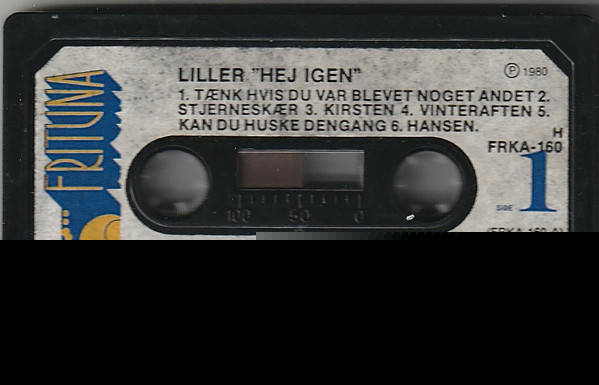 LILLER "HEJ IGEN"
℗ 1980
1. TÆNK HVIS DU VAR BLEVET NOGET ANDET 2.
STJERNESKÆR 3. KIRSTEN 4. VINTERAFTEN 5.
KAN DU HUSKE DENGANG 6. HANSEN.
H
FRKA-160
FRITUNA
SIDE 1
100 50 0